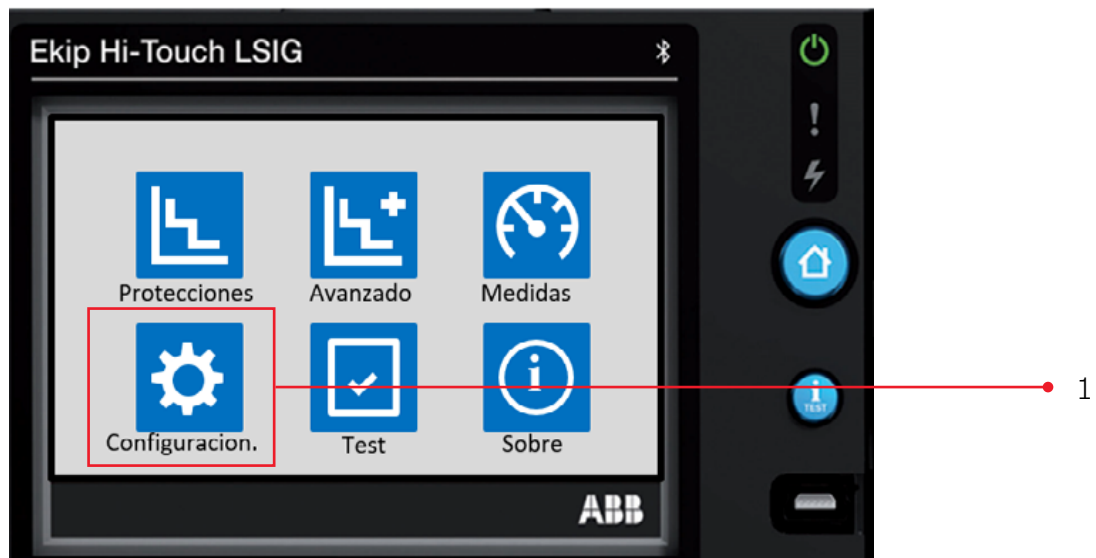 Ekip Hi-Touch LSIG
Protecciones Avanzado Medidas
Configuracion. Test Sobre
TEST
ABB
1